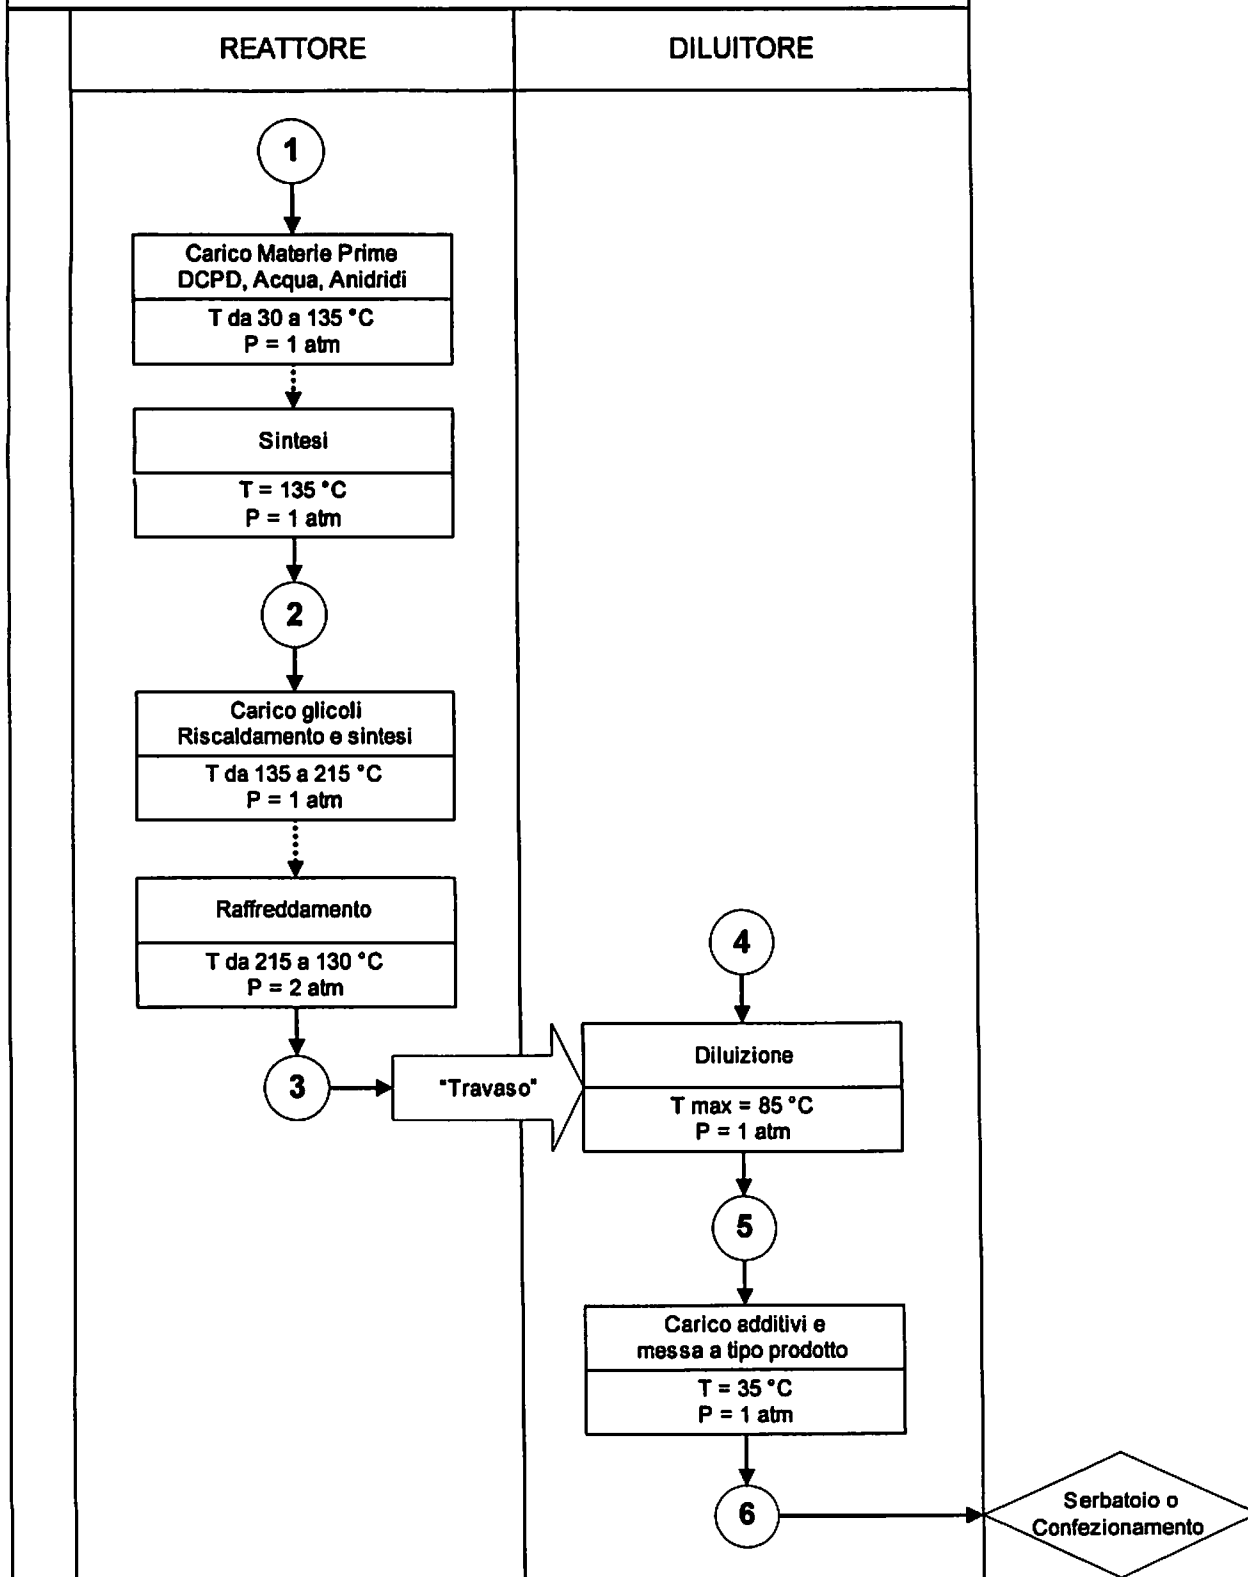 REATTORE
DILUITORE
1
Carico Materie Prime
DCPD, Acqua, Anidridi
T da 30 a 135 °C
P = 1 atm
Sintesi
T = 135 °C
P = 1 atm
2
Carico glicoli
Riscaldamento e sintesi
T da 135 a 215 °C
P = 1 atm
Raffreddamento
T da 215 a 130 °C
P = 2 atm
3
"Travaso"
4
Diluizione
T max = 85 °C
P = 1 atm
5
Carico additivi e
messa a tipo prodotto
T = 35 °C
P = 1 atm
6
Serbatoio o
Confezionamento